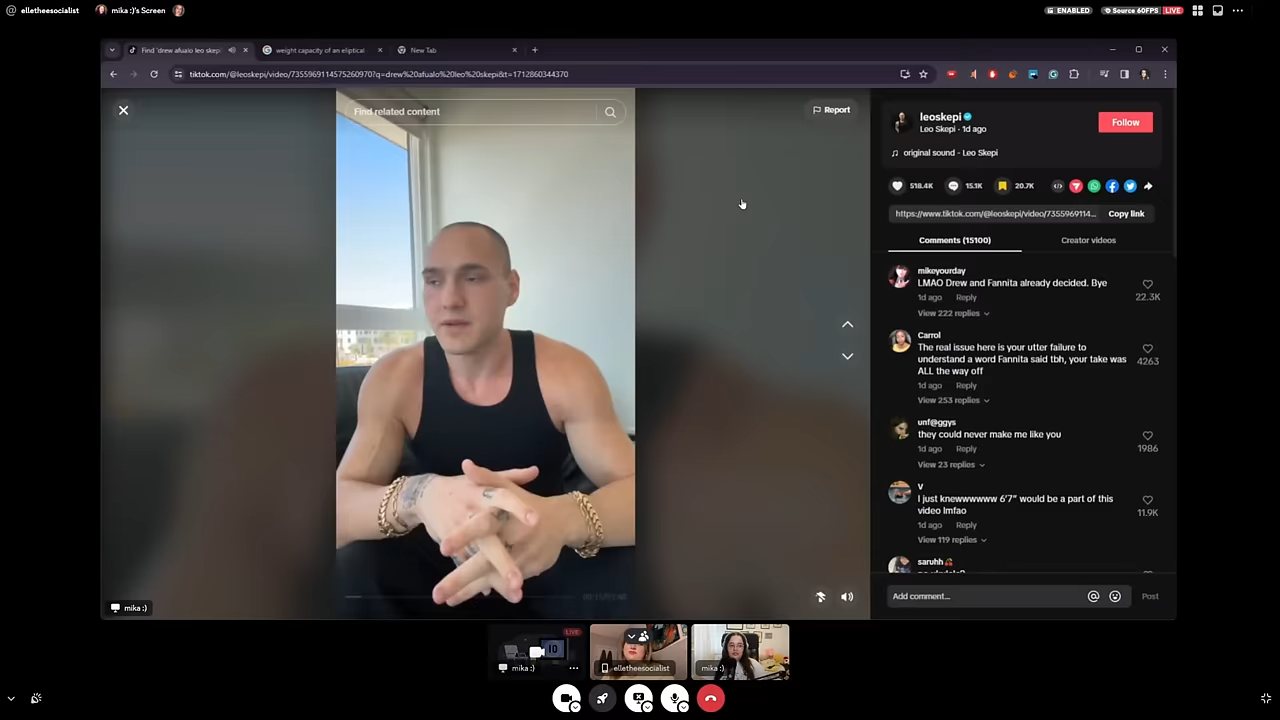 elletheesocialist
mika :)'s Screen
ENABLED
Source 60FPS
LIVE
Find 'drew afualo leo skepi
weight capacity of an eliptical
New Tab
tiktok.com/@leoskepi/video/7355969114575260970?q=drew%20afualo%20leo%20skepi&t=1712860344370
Find related content
Report
leoskepi
Leo Skepi · 1d ago
Follow
original sound - Leo Skepi
518.4K
15.1K
20.7K
https://www.tiktok.com/@leoskepi/video/7355969114...
Copy link
Comments (15100)
Creator videos
mikeyourday
LMAO Drew and Fannita already decided. Bye
1d ago Reply
22.3K
View 222 replies
Carrol
The real issue here is your utter failure to
understand a word Fannita said tbh, your take was
ALL the way off
4263
1d ago Reply
View 253 replies
unf@ggys
they could never make me like you
1d ago Reply
1986
View 23 replies
V
I just knewwwwww 6'7" would be a part of this
video lmfao
11.9K
1d ago Reply
View 119 replies
saruhh
Add comment...
Post
mika :)
LIVE
mika :)
elletheesocialist
mika :)